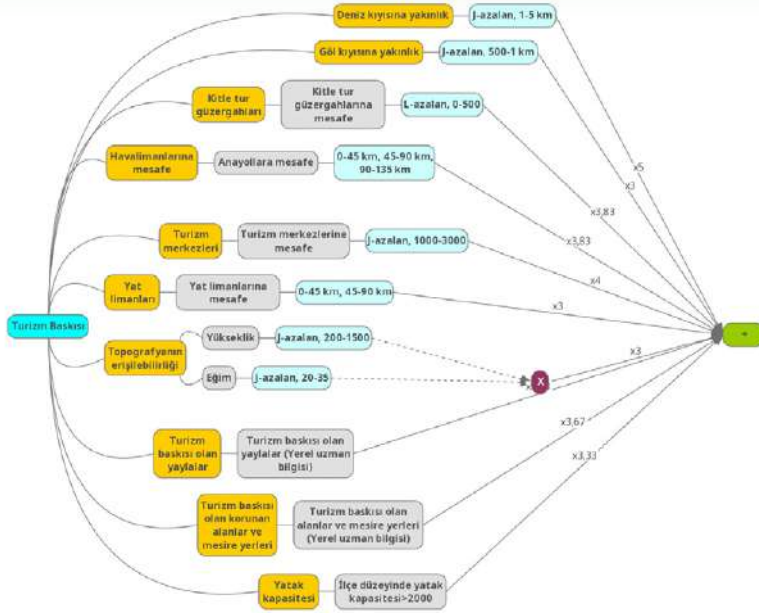 Deniz kıyısına yakınlık
J-azalan, 1-5 km
Göl kıyısına yakınlık
J-azalan, 500-1 km
Kitle tur
güzergahları
Kitle tur
güzergahlarına
mesafe
L-azalan, 0-500
Havalimanlarına
mesafe
Anayollara mesafe
0-45 km, 45-90 km,
90-135 km
x5
x3
x3,83
x3,83
Turizm
merkezleri
Turizm merkezlerine
mesafe
J-azalan, 1000-3000
x4
Yat
limanları
Yat limanlarına
mesafe
0-45 km, 45-90 km
x3
Turizm Baskısı
+
Topografyanın
erişilebilirliği
Yükseklik
J-azalan, 200-1500
Eğim
J-azalan, 20-35
X
x3
x3,67
x3,33
Turizm
baskısı olan
yaylalar
Turizm baskısı olan
yaylalar (Yerel uzman
bilgisi)
Turizm baskısı
olan korunan
alanlar ve
mesire yerleri
Turizm baskısı olan
alanlar ve mesire yerleri
(Yerel uzman bilgisi)
Yatak
kapasitesi
İlçe düzeyinde yatak
kapasitesi>2000